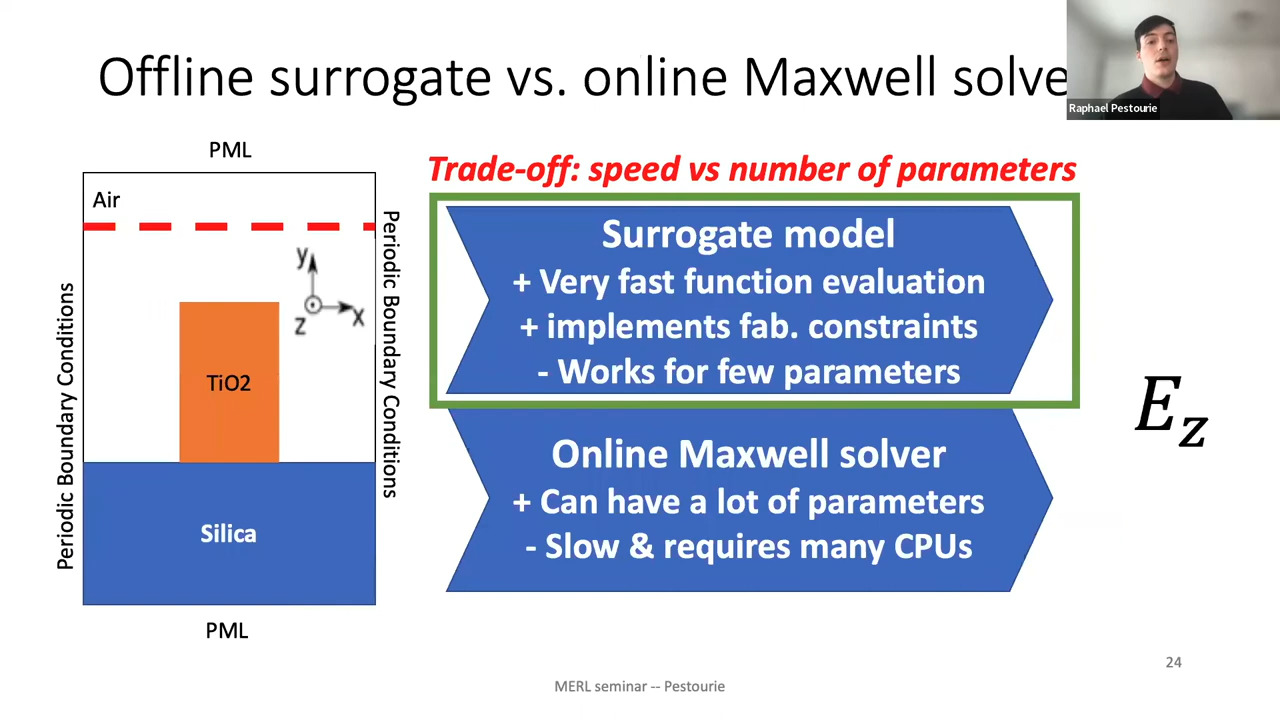 Offline surrogate vs. online Maxwell solve
Raphael Pestourie
PML
Air
Periodic Boundary Conditions
Periodic Boundary Conditions
y
z
x
TiO2
Silica
PML
Trade-off: speed vs number of parameters
Surrogate model
+ Very fast function evaluation
+ implements fab. constraints
- Works for few parameters
Online Maxwell solver
+ Can have a lot of parameters
- Slow & requires many CPUs
E_z
24
MERL seminar -- Pestourie